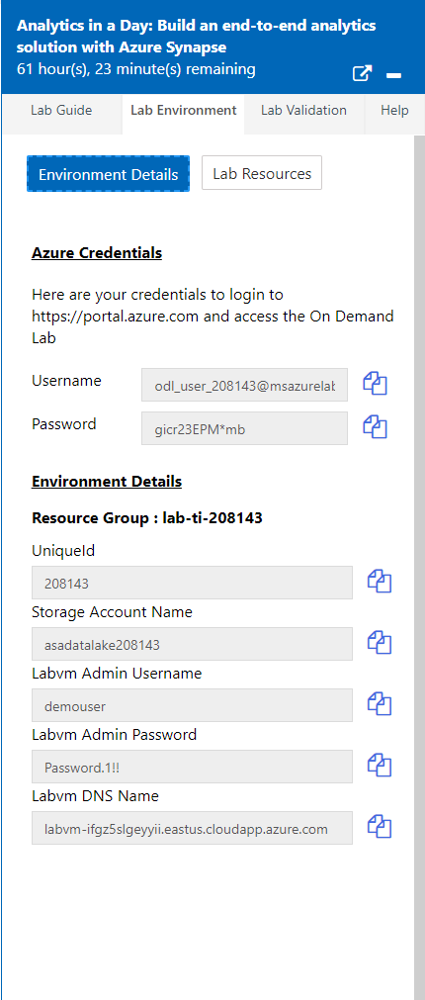 Analytics in a Day: Build an end-to-end analytics
solution with Azure Synapse
61 hour(s), 23 minute(s) remaining
Lab Guide
Lab Environment
Lab Validation
Help
Environment Details
Lab Resources
Azure Credentials
Here are your credentials to login to
https://portal.azure.com and access the On Demand
Lab
Username
odl_user_208143@msazurelab
Password
gicr23EPM*mb
Environment Details
Resource Group : lab-ti-208143
UniqueId
208143
Storage Account Name
asadatalake208143
Labvm Admin Username
demouser
Labvm Admin Password
Password.1!!
Labvm DNS Name
labvm-ifgz5slgeyyii.eastus.cloudapp.azure.com